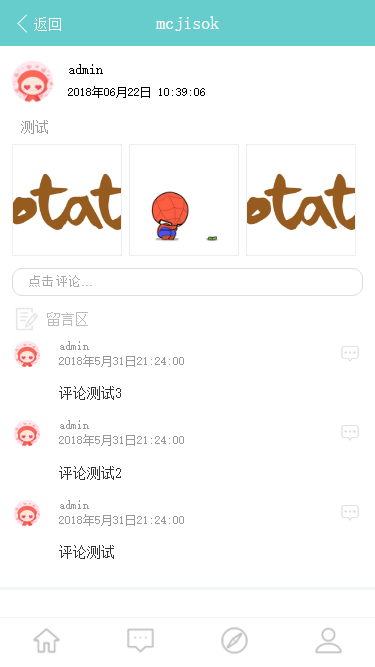 返回
mcjisok
admin
2018年06月22日 10:39:06
测试
otat
otat
点击评论...
留言区
admin
2018年5月31日21:24:00
评论测试3
admin
2018年5月31日21:24:00
评论测试2
admin
2018年5月31日21:24:00
评论测试